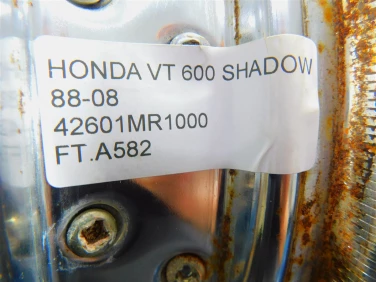 HONDA VT 600 SHADOW
88-08
42601MR1000
FT.A582